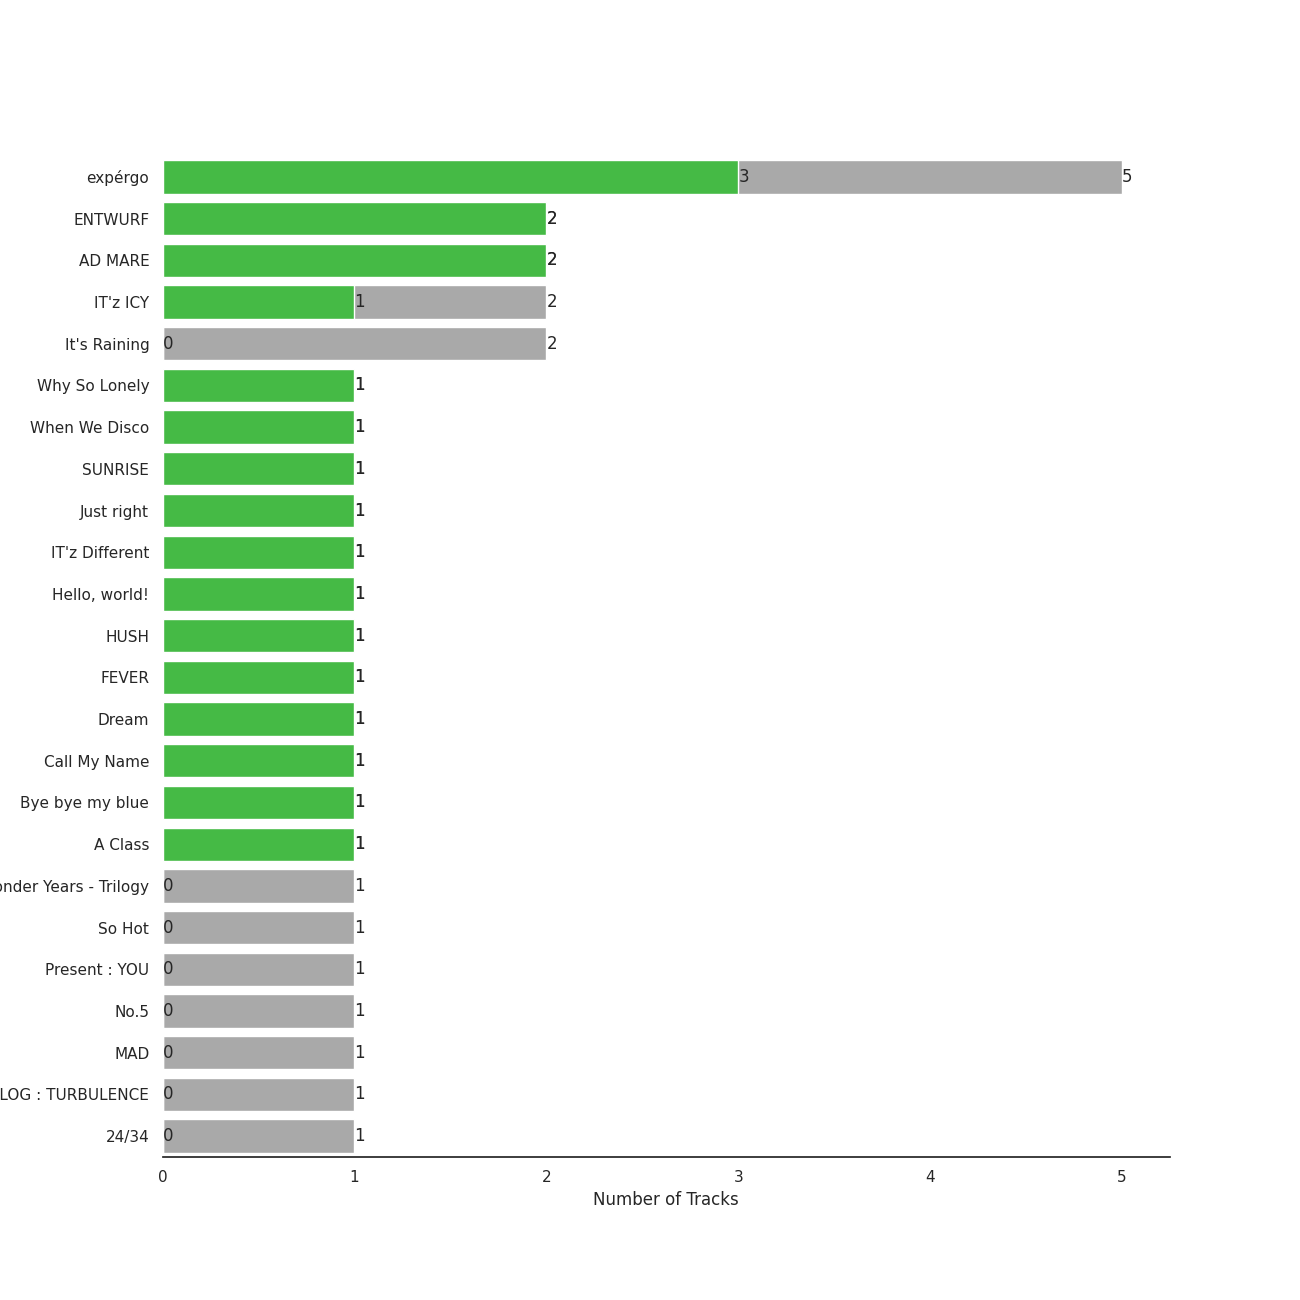 expérgo 3 5
ENTWURF 2
AD MARE 2
IT'z ICY 1 2
It's Raining 0 2
Why So Lonely 1
When We Disco 1
SUNRISE 1
Just right 1
IT'z Different 1
Hello, world! 1
HUSH 1
FEVER 1
Dream 1
Call My Name 1
Bye bye my blue 1
A Class 1
Years - Trilogy 0 1
So Hot 0 1
Present : YOU 0 1
No.5 0 1
MAD 0 1
: TURBULENCE 0 1
24/34 0 1
0 1 2 3 4 5
Number of Tracks